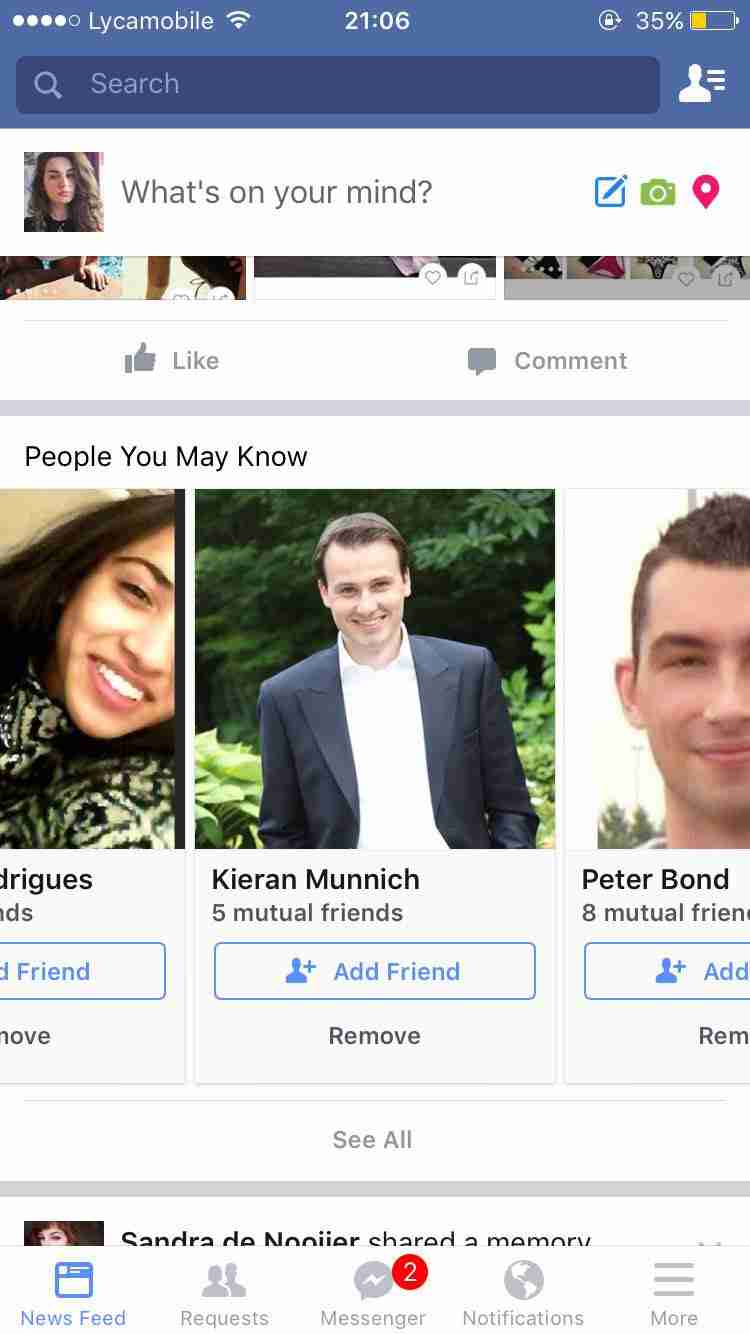 Lycamobile 21:06 35%
Search
What's on your mind?
Like Comment
People You May Know
drigues Kieran Munnich Peter Bond
nds 5 mutual friends 8 mutual frien
d Friend Add Friend Add
nove Remove Rem
See All
Sandra de Nooijer shared a memory
2
News Feed Requests Messenger Notifications More